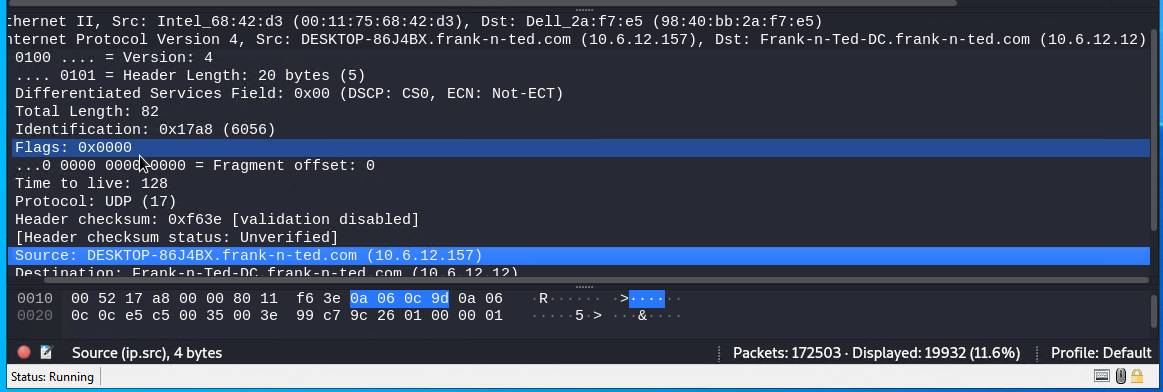 hernet II, Src: Intel_68:42:d3 (00:11:75:68:42:d3), Dst: Dell_2a:f7:e5 (98:40:bb:2a:f7:e5)
nternet Protocol Version 4, Src: DESKTOP-86J4BX.frank-n-ted.com (10.6.12.157), Dst: Frank-n-Ted-DC.frank-n-ted.com (10.6.12.12)
0100 .... = Version: 4
.... 0101 = Header Length: 20 bytes (5)
Differentiated Services Field: 0x00 (DSCP: CS0, ECN: Not-ECT)
Total Length: 82
Identification: 0x17a8 (6056)
Flags: 0x0000
...0 0000 0000 0000 = Fragment offset: 0
Time to live: 128
Protocol: UDP (17)
Header checksum: 0xf63e [validation disabled]
[Header checksum status: Unverified]
Source: DESKTOP-86J4BX.frank-n-ted.com (10.6.12.157)
Destination: Frank-n-Ted-DC.frank-n-ted.com (10.6.12.12)
0010 00 52 17 a8 00 00 80 11 f6 3e 0a 06 0c 9d 0a 06 ·R······ ·>······
0020 0c 0c e5 c5 00 35 00 3e 99 c7 9c 26 01 00 00 01 ·····5·> ···&····
Source (ip.src), 4 bytes
Packets: 172503 · Displayed: 19932 (11.6%)
Profile: Default
Status: Running